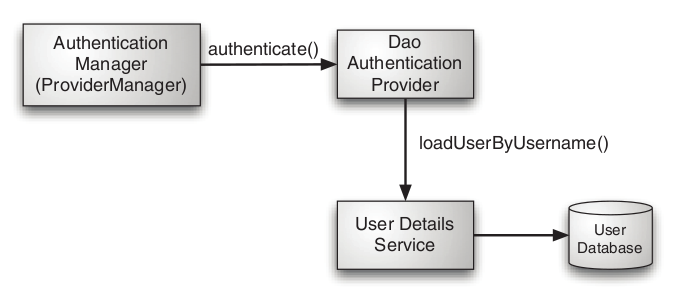 Authentication
Manager
(ProviderManager)
authenticate()
Dao
Authentication
Provider
loadUserByUsername()
User Details
Service
User
Database